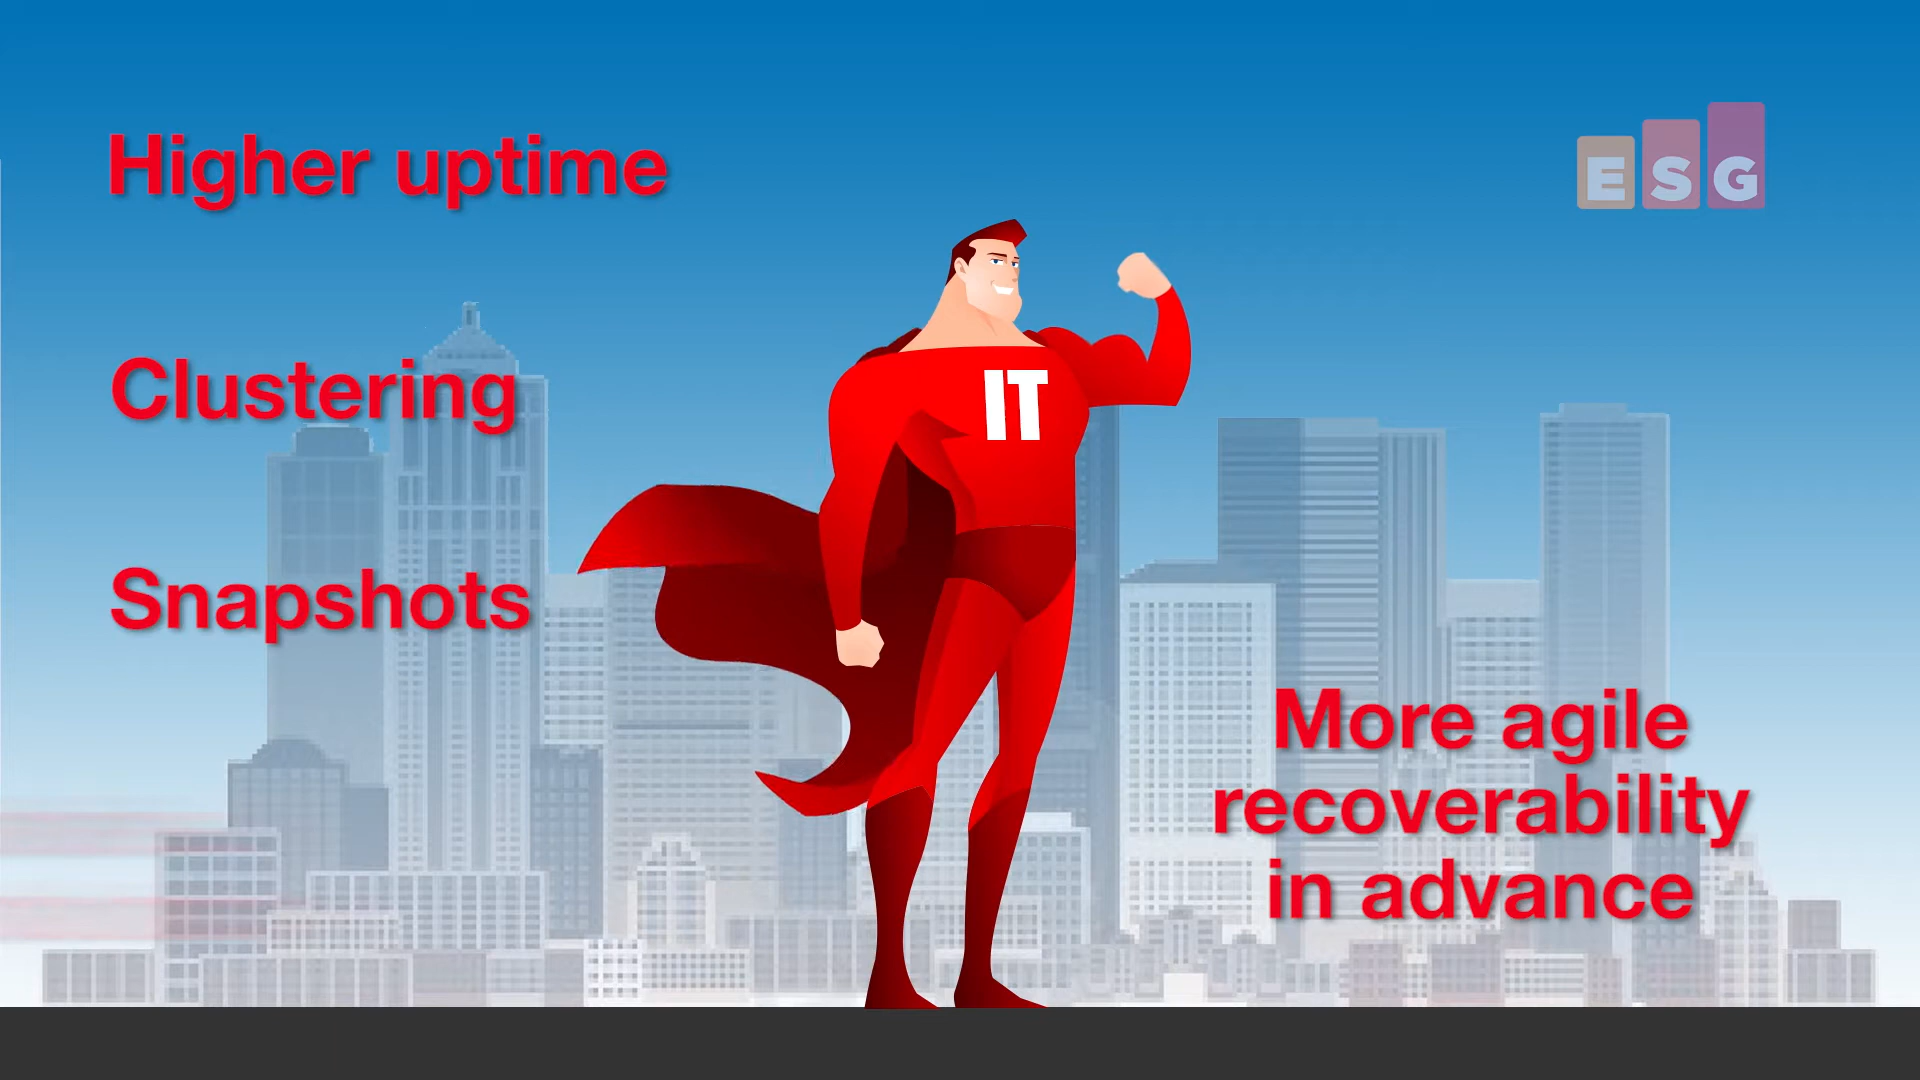 Higher uptime
ESG
IT
Clustering
Snapshots
More agile
recoverability
in advance